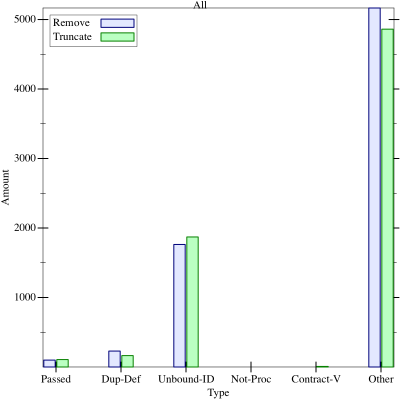 All
Remove
Truncate
5000
4000
3000
2000
1000
Amount
Passed Dup-Def Unbound-ID Not-Proc Contract-V Other
Type